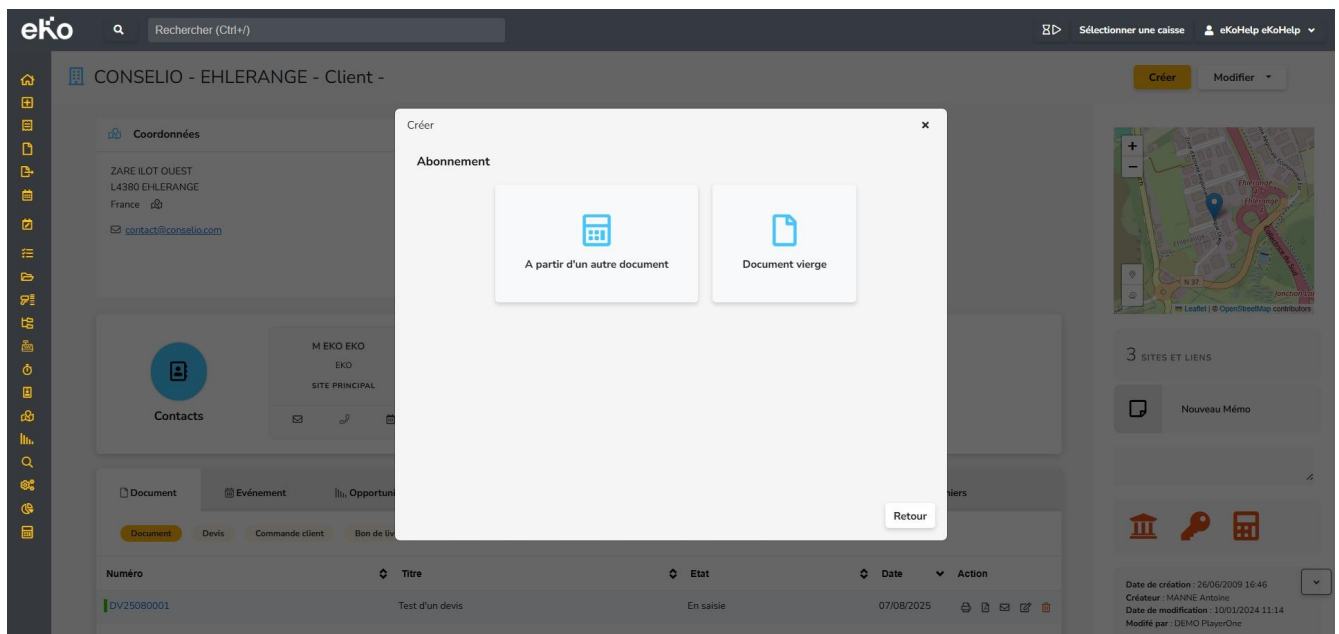 eko
Rechercher (Ctrl+/)
Sélectionner une caisse
eKoHelp eKoHelp
CONSELIO - EHLERANGE - Client -
Créer
Modifier
Coordonnées
ZARE ILOT OUEST
L4380 EHLERANGE
France
contact@conselio.com
Créer
×
Abonnement
A partir d'un autre document
Document vierge
Retour
+
−
Ehlerange
Ehlerange
N 37
Leaflet | © OpenStreetMap contributors
M EKO EKO
EKO
SITE PRINCIPAL
Contacts
3 SITES ET LIENS
Nouveau Mémo
Document
Evénement
Document
Devis
Commande client
Numéro
Titre
Etat
Date
Action
DV25080001
Test d'un devis
En saisie
07/08/2025
Date de création : 26/06/2009 16:46
Créateur : MANNE Antoine
Date de modification : 10/01/2024 11:14
Modifé par : DEMO PlayerOne